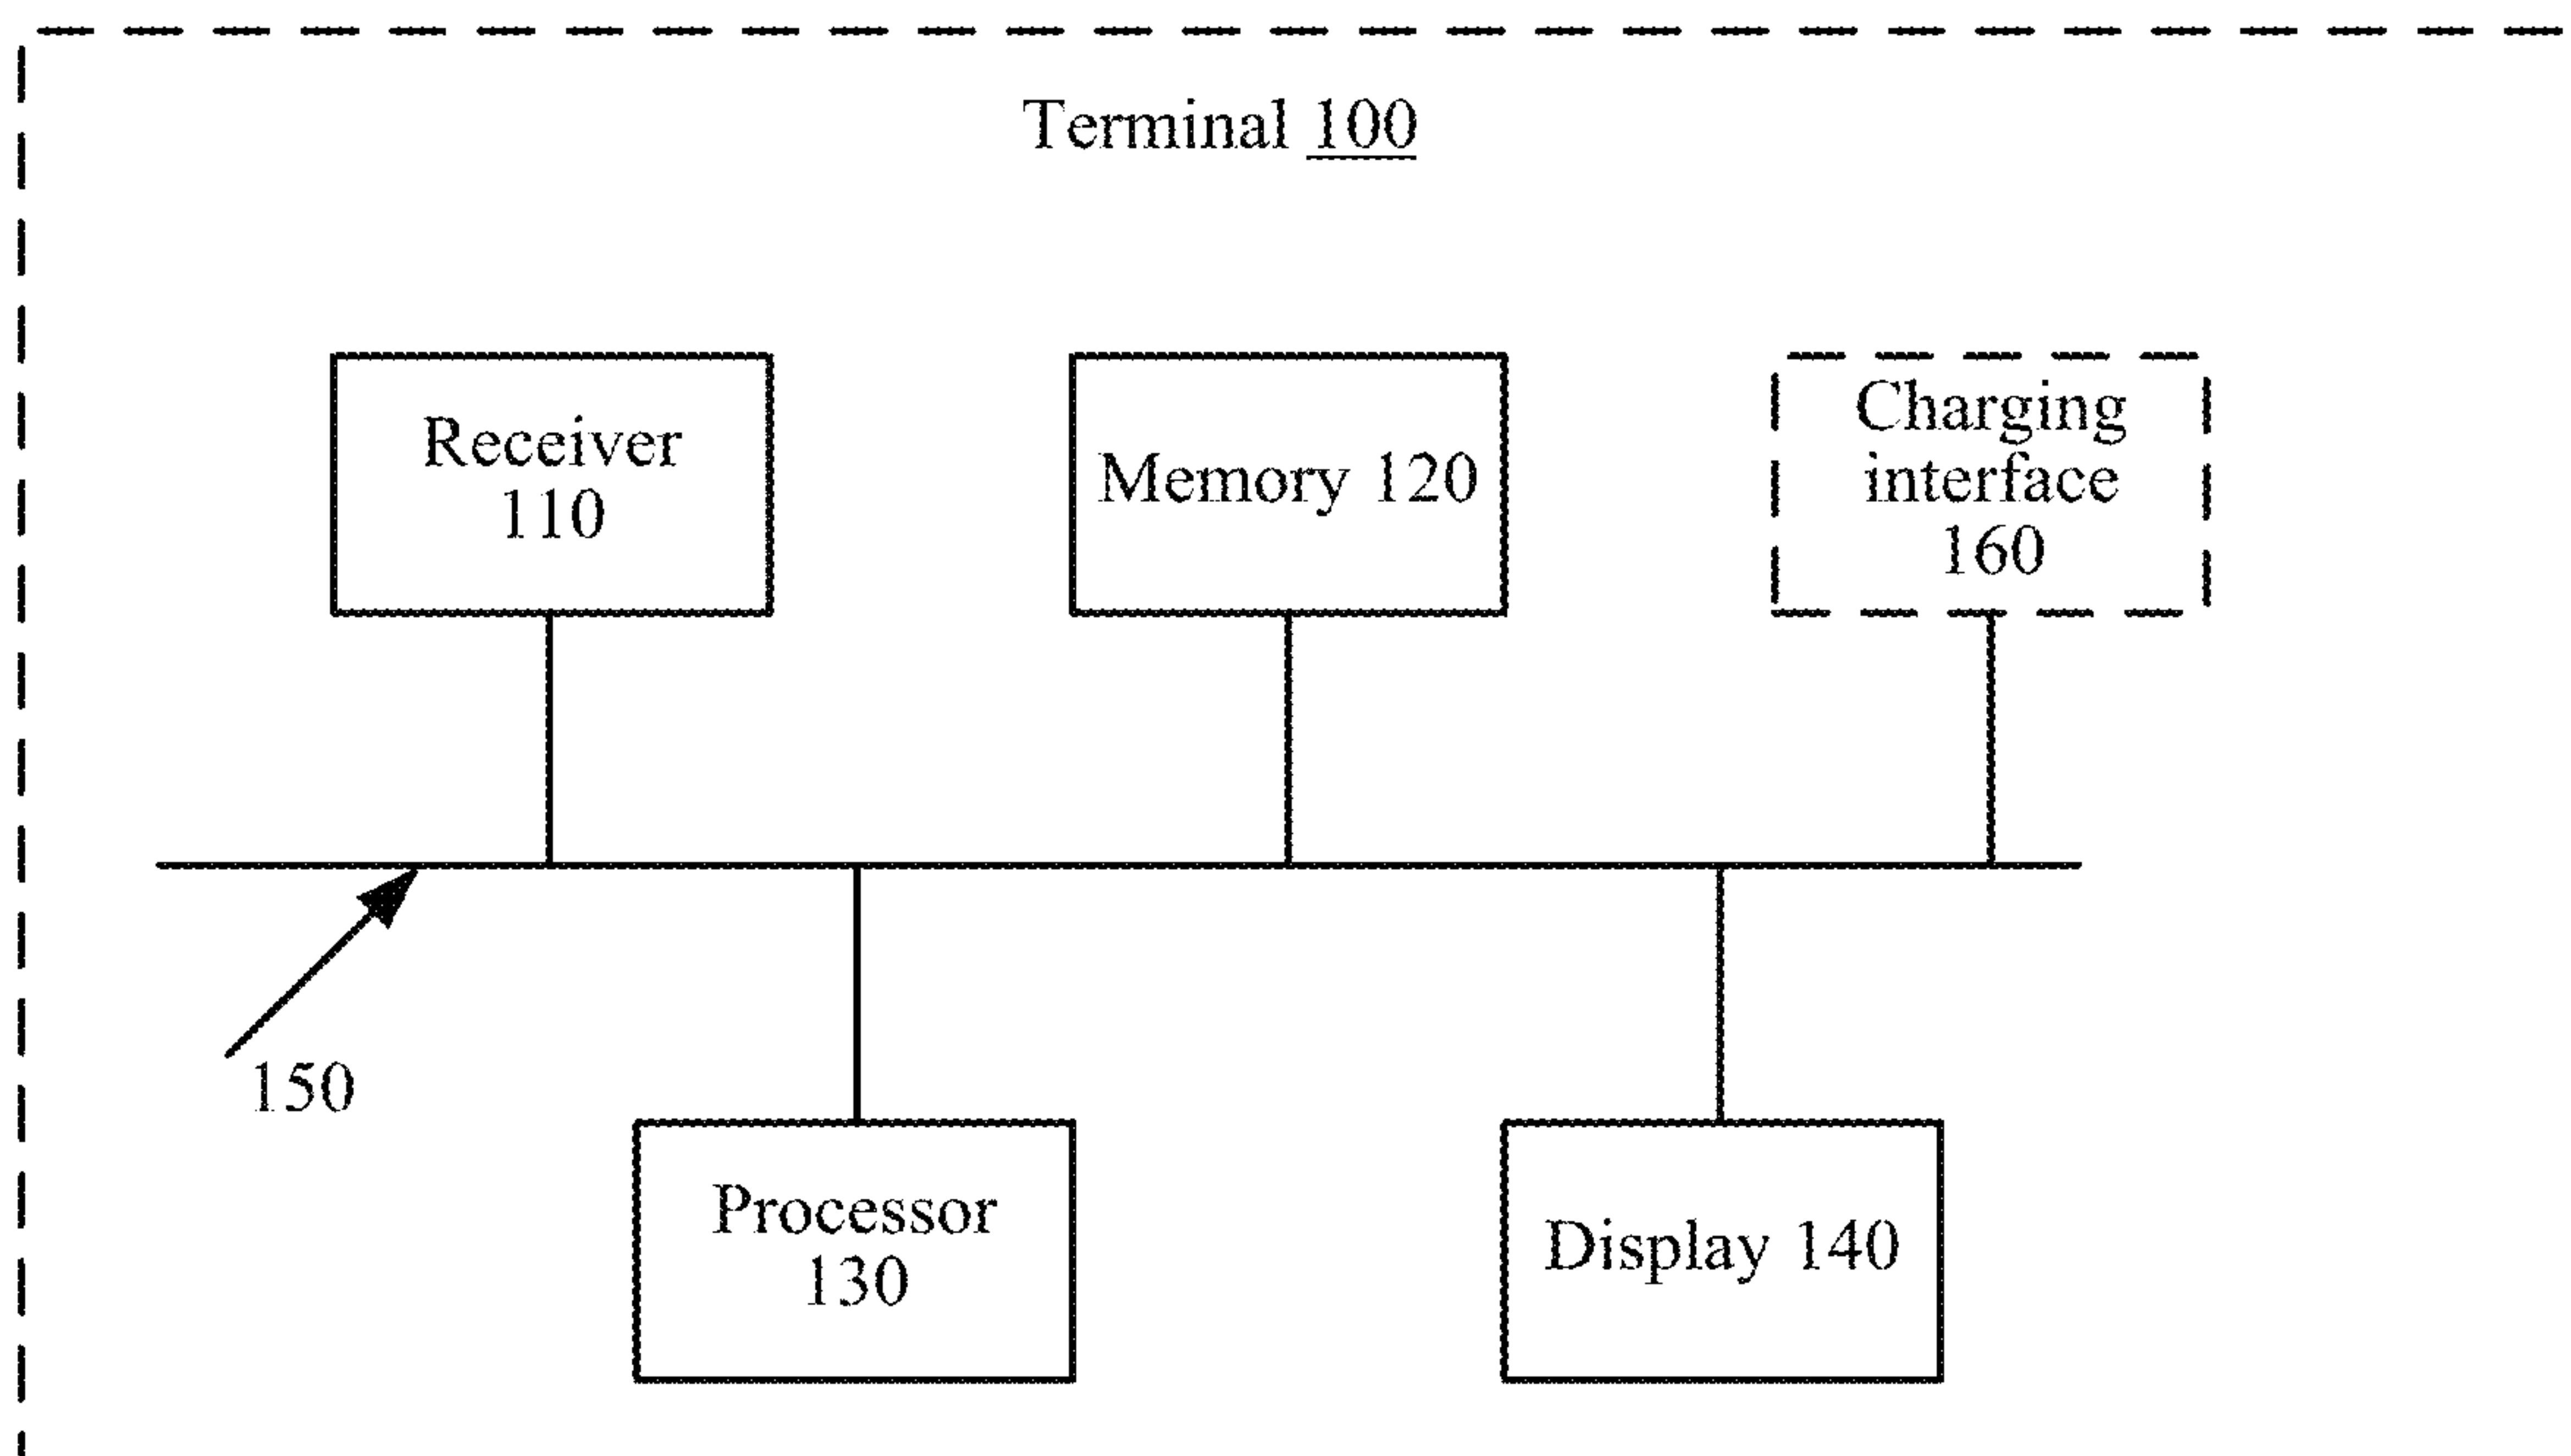 Terminal 100
Receiver
110
Memory 120
Charging
interface
160
150
Processor
130
Display 140